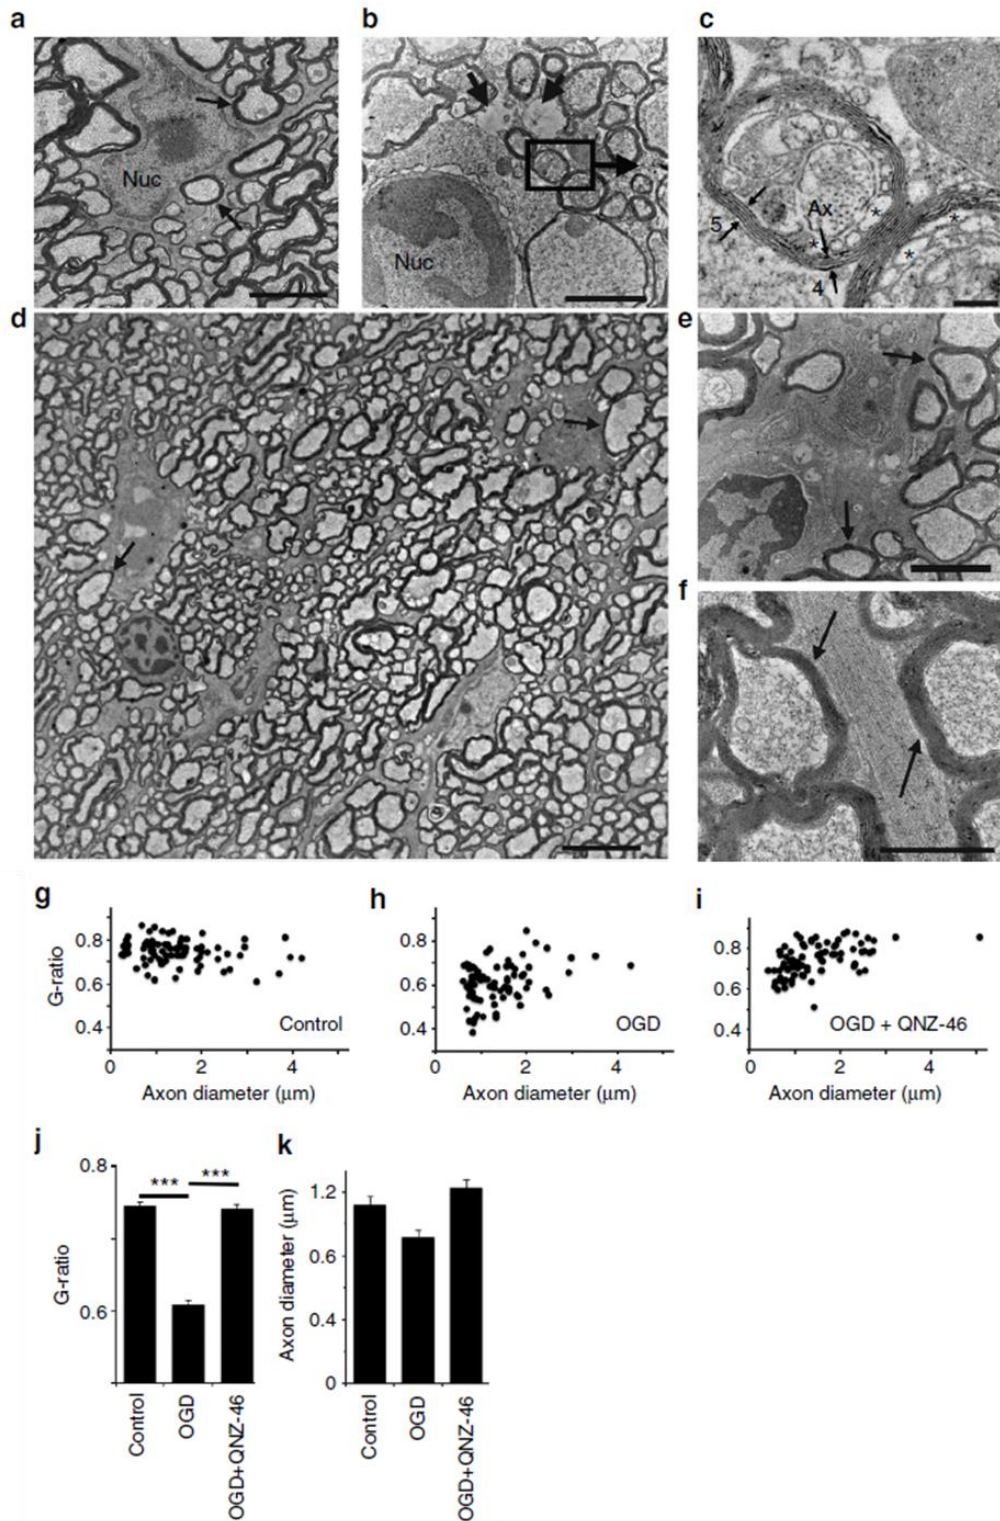 a
b
c
Nuc
Nuc
Ax
*
*
*
*
5
4
d
e
f
g
h
i
G-ratio
0.8
0.6
0.4
Control
0
2
4
Axon diameter (μm)
0.8
0.6
0.4
OGD
0
2
4
Axon diameter (μm)
0.8
0.6
0.4
OGD + QNZ-46
0
2
4
Axon diameter (μm)
j
k
G-ratio
0.8
0.6
***
***
Control
OGD
OGD+QNZ-46
Axon diameter (μm)
1.2
0.6
0.4
0
Control
OGD
OGD+QNZ-46